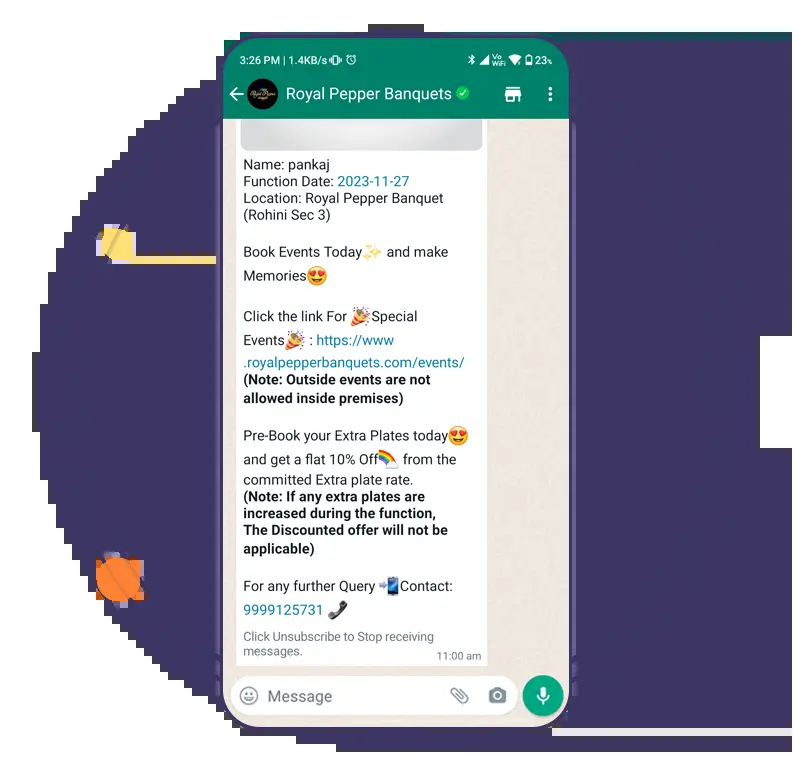 3:26 PM | 1.4KB/s
Vo
WiFi
23%
Royal Pepper Banquets
Name: pankaj
Function Date: 2023-11-27
Location: Royal Pepper Banquet
(Rohini Sec 3)
Book Events Today✨ and make
Memories😍
Click the link For 🎉Special
Events🎉 : https://www
.royalpepperbanquets.com/events/
(Note: Outside events are not
allowed inside premises)
Pre-Book your Extra Plates today😍
and get a flat 10% Off🌈 from the
committed Extra plate rate.
(Note: If any extra plates are
increased during the function,
The Discounted offer will not be
applicable)
For any further Query 📲Contact:
9999125731 📞
Click Unsubscribe to Stop receiving
messages.
11:00 am
Message